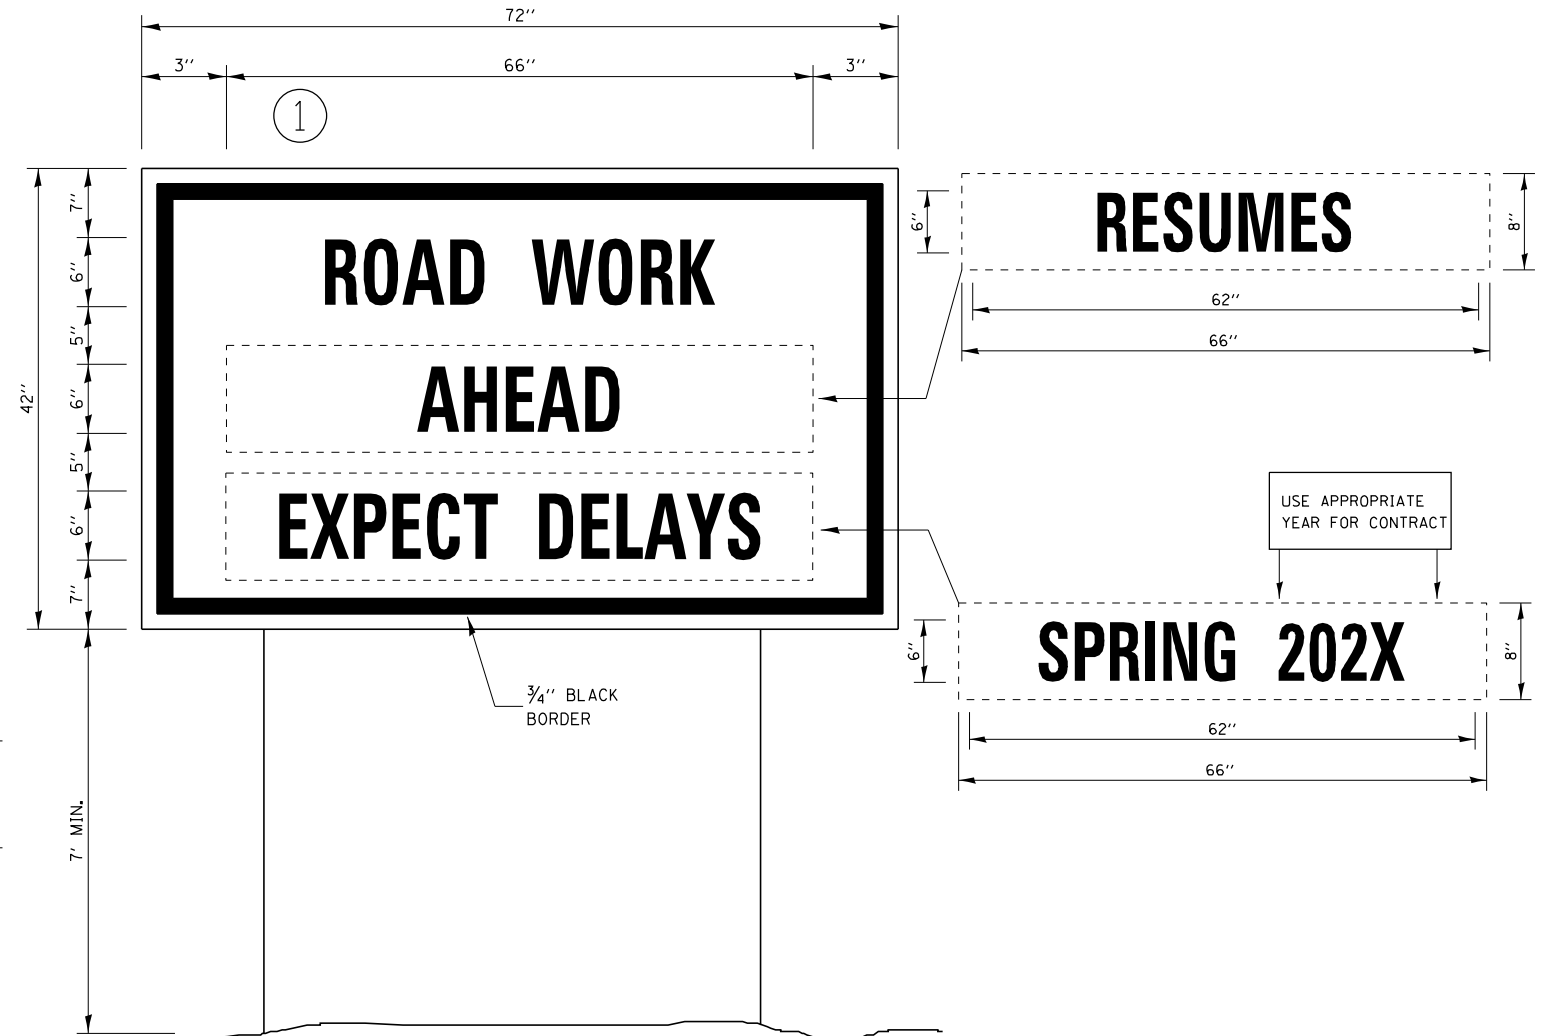 72''
3'' 66'' 3''
1
ROAD WORK
AHEAD
EXPECT DELAYS
42''
7''
6''
5''
6''
5''
6''
7''
7' MIN.
3/4'' BLACK
BORDER
RESUMES
6''
8''
62''
66''
USE APPROPRIATE
YEAR FOR CONTRACT
SPRING 202X
6''
8''
62''
66''